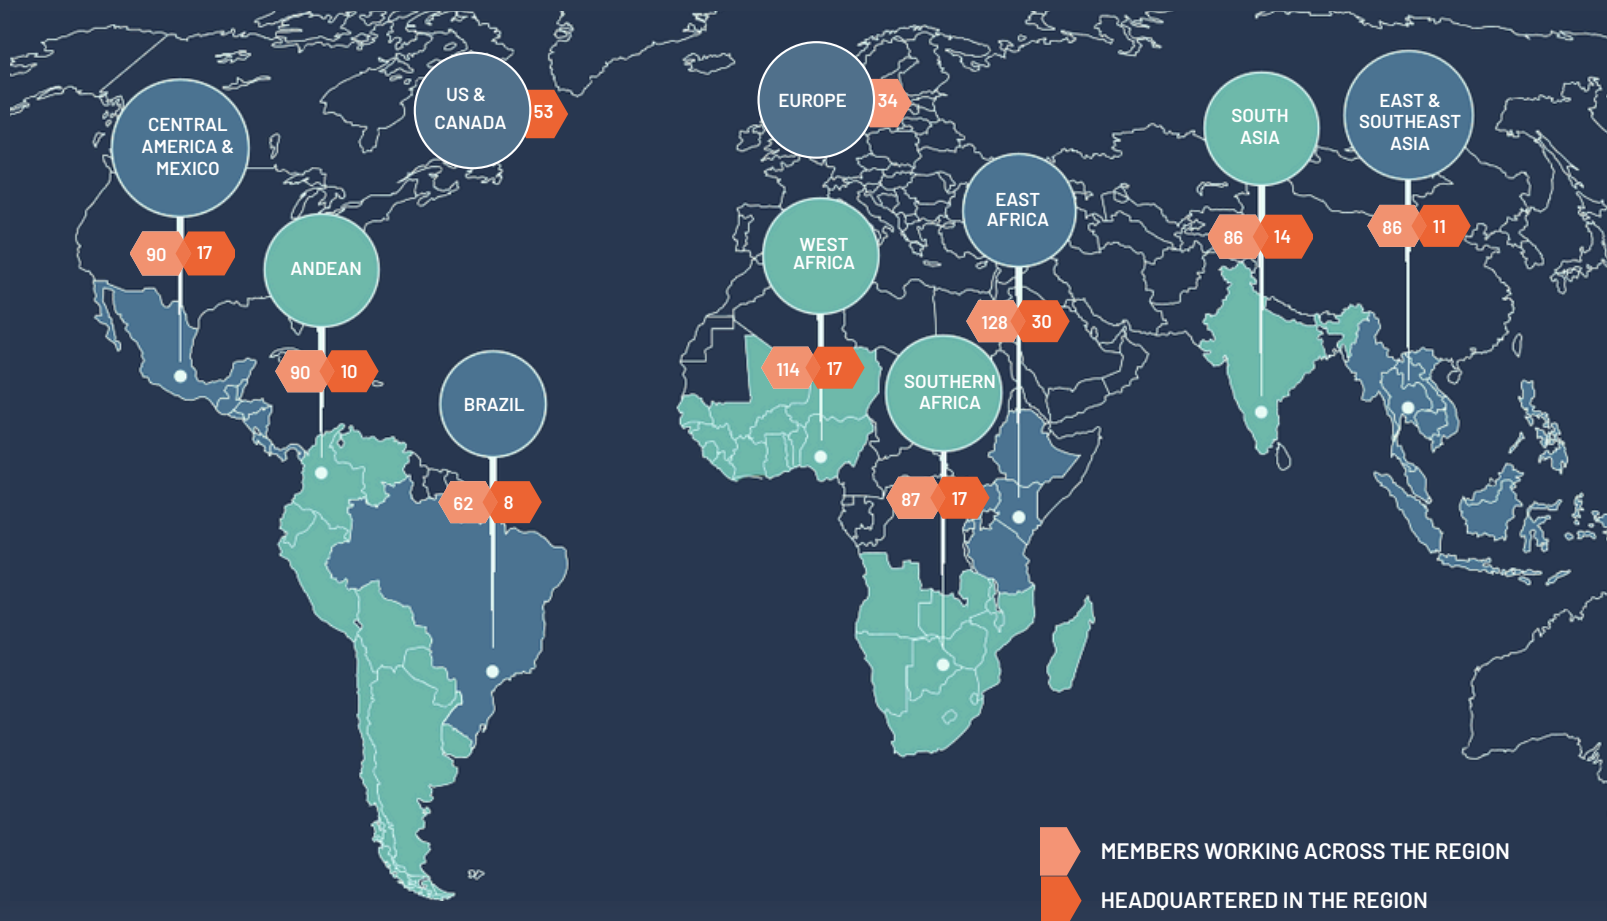 CENTRAL
AMERICA &
MEXICO
90
17
US &
CANADA
53
EUROPE
34
SOUTH
ASIA
86
14
EAST &
SOUTHEAST
ASIA
86
11
ANDEAN
90
10
WEST
AFRICA
114
17
EAST
AFRICA
128
30
BRAZIL
62
8
SOUTHERN
AFRICA
87
17
MEMBERS WORKING ACROSS THE REGION
HEADQUARTERED IN THE REGION